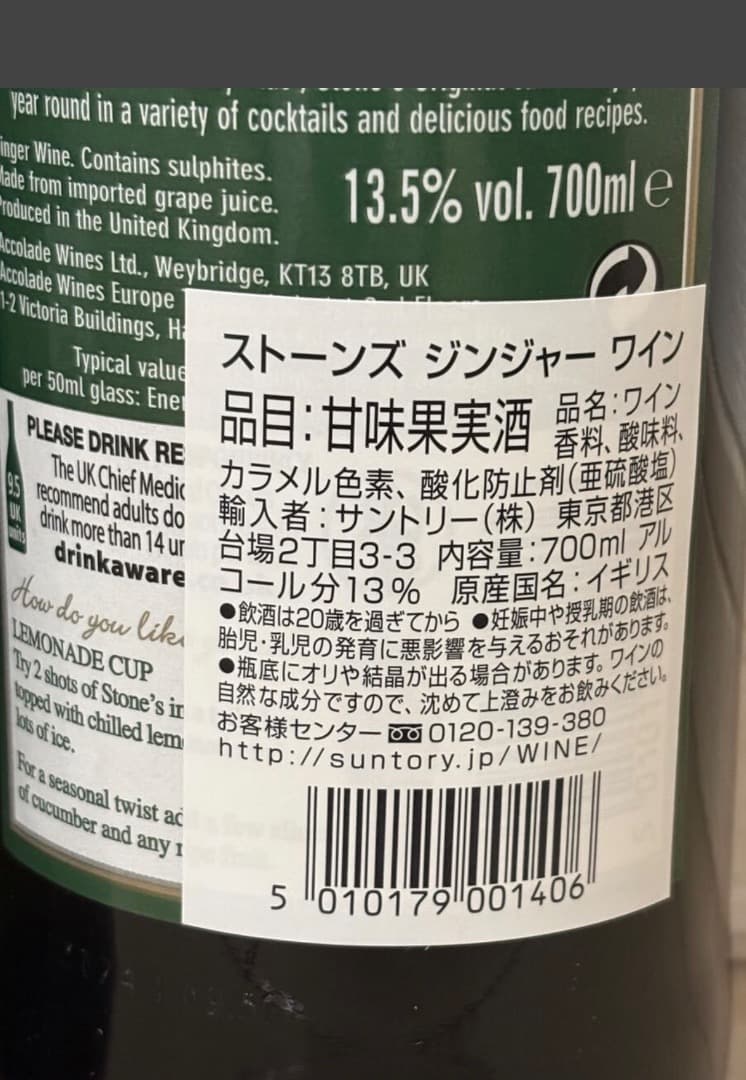 year round in a variety of cocktails and delicious food recipes.
inger Wine. Contains sulphites.
Made from imported grape juice.
Produced in the United Kingdom.
13.5% vol. 700ml e
Accolade Wines Ltd., Weybridge, KT13 8TB, UK
Accolade Wines Europe
1-2 Victoria Buildings,
Typical value
per 50ml glass:
PLEASE DRINK RE
The UK Chief Medic
recommend adults do
drink more than 14 un
drinkaware
9.5
UK
units
How do you like
LEMONADE CUP
Try 2 shots of Stone's in
topped with chilled lem
lots of ice.
For a seasonal twist ad
of cucumber and any
ストーンズ ジンジャー ワイン
品目:甘味果実酒 品名:ワイン
香料、酸味料、
カラメル色素、酸化防止剤(亜硫酸塩)
輸入者:サントリー(株) 東京都港区
台場2丁目3-3 内容量:700ml アル
コール分13% 原産国名:イギリス
●飲酒は20歳を過ぎてから ●妊娠中や授乳期の飲酒は、
胎児・乳児の発育に悪影響を与えるおそれがあります。
●瓶底にオリや結晶が出る場合があります。ワインの
自然な成分ですので、沈めて上澄みをお飲みください。
お客様センター 0120-139-380
http://suntory.jp/WINE/
5 010179 001406